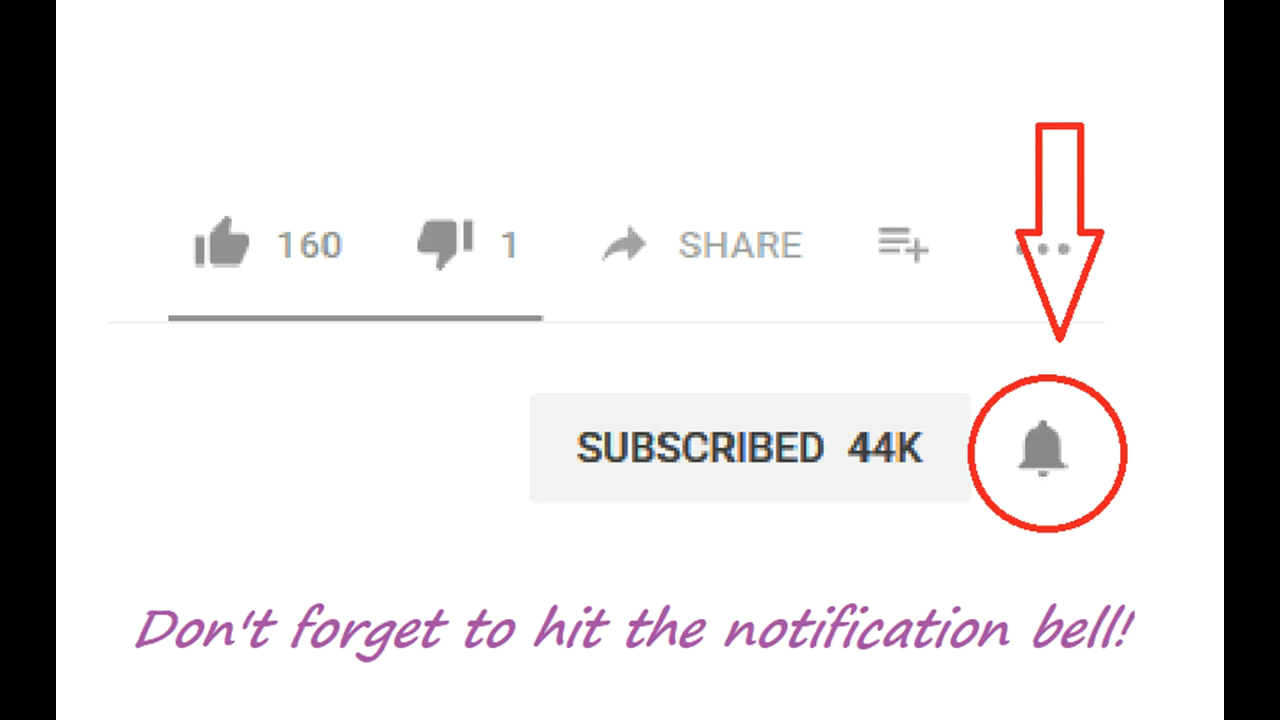 160 1 SHARE
SUBSCRIBED 44K
Don't forget to hit the notification bell!